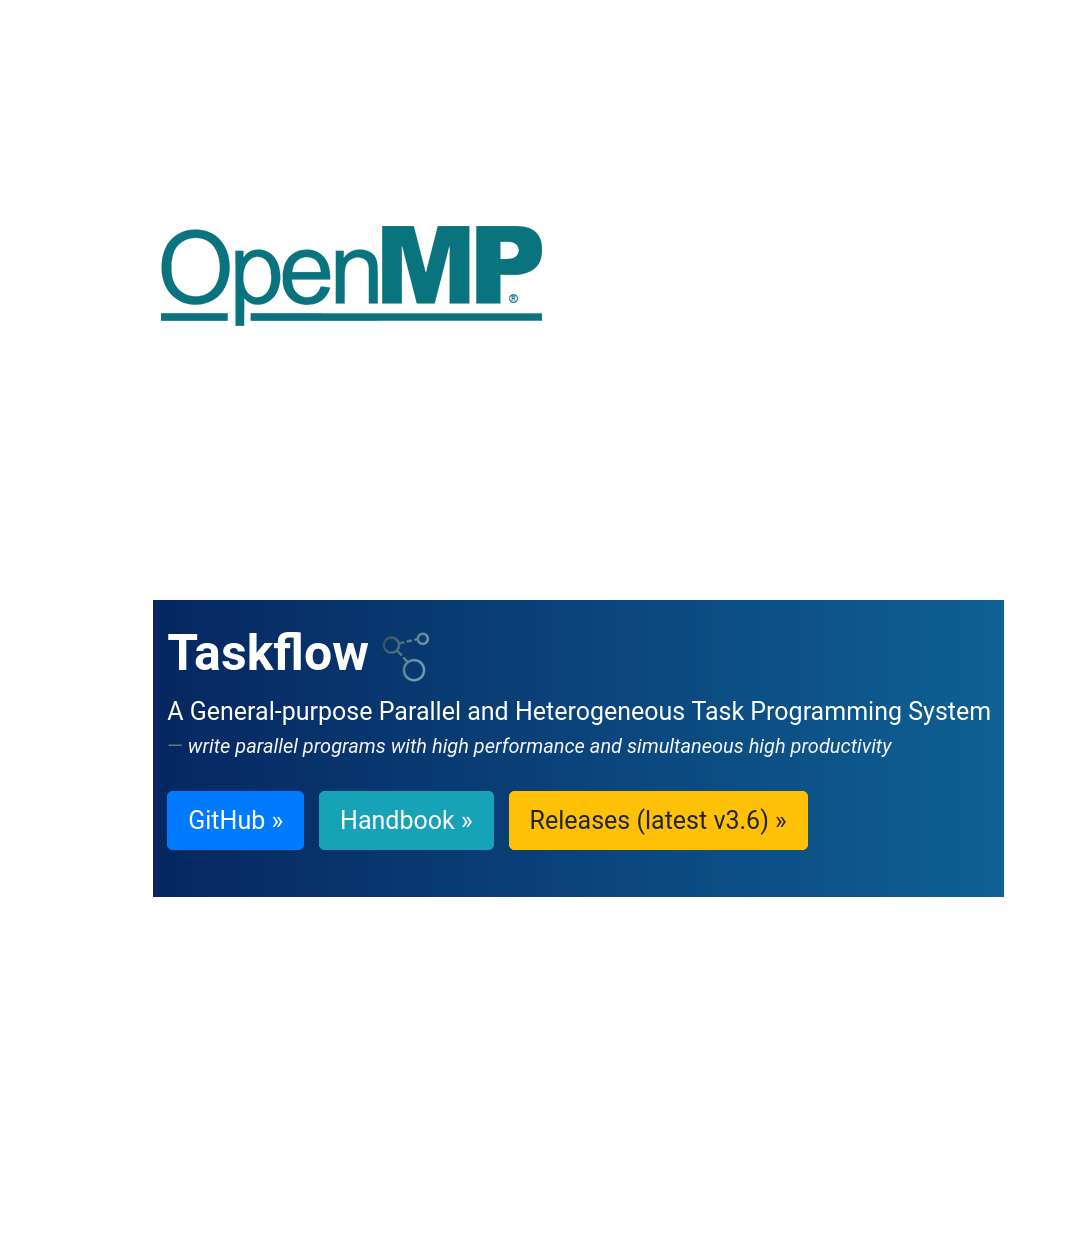 OpenMP®
Taskflow
A General-purpose Parallel and Heterogeneous Task Programming System
— write parallel programs with high performance and simultaneous high productivity
GitHub » Handbook » Releases (latest v3.6) »